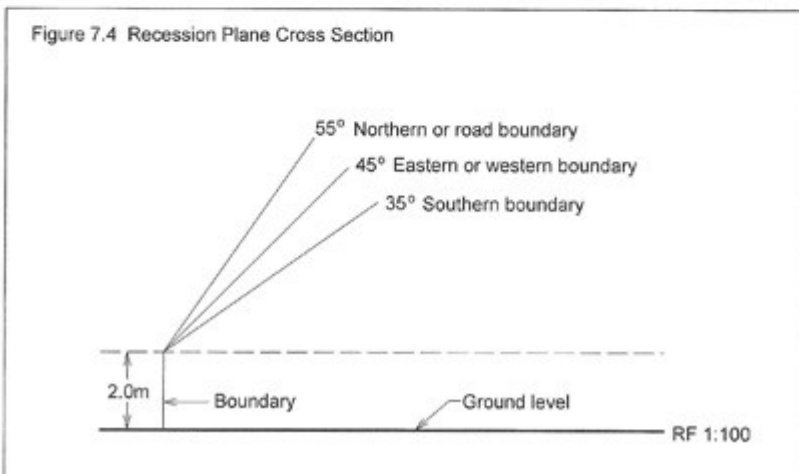 Figure 7.4 Recession Plane Cross Section
55° Northern or road boundary
45° Eastern or western boundary
35° Southern boundary
2.0m
Boundary
Ground level
RF 1:100